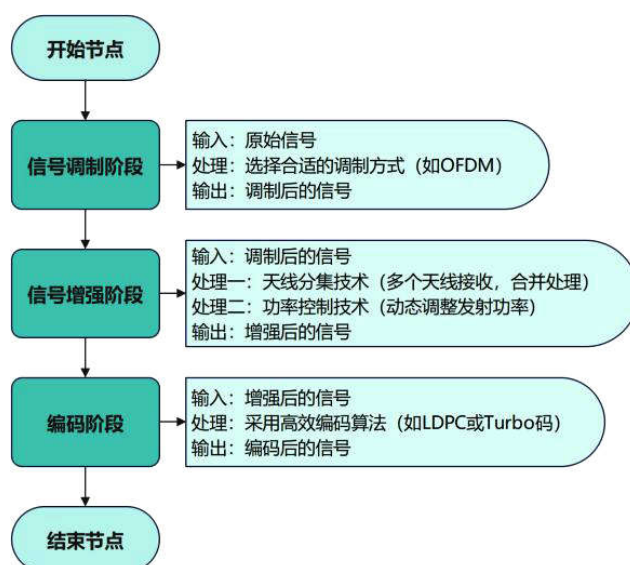 开始节点
信号调制阶段
输入：原始信号
处理：选择合适的调制方式（如OFDM）
输出：调制后的信号
信号增强阶段
输入：调制后的信号
处理一：天线分集技术（多个天线接收，合并处理）
处理二：功率控制技术（动态调整发射功率）
输出：增强后的信号
编码阶段
输入：增强后的信号
处理：采用高效编码算法（如LDPC或Turbo码）
输出：编码后的信号
结束节点